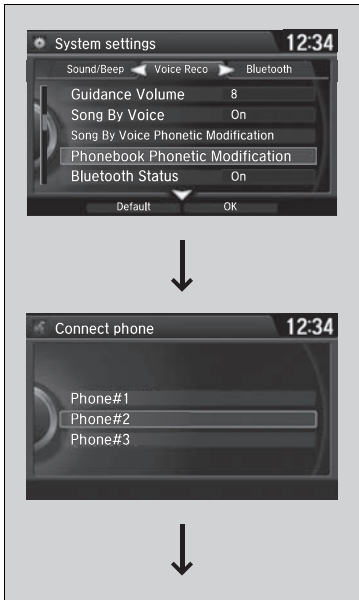 System settings 12:34
Sound/Beep Voice Reco Bluetooth
Guidance Volume 8
Song By Voice On
Song By Voice Phonetic Modification
Phonebook Phonetic Modification
Bluetooth Status On
Default OK
Connect phone 12:34
Phone#1
Phone#2
Phone#3